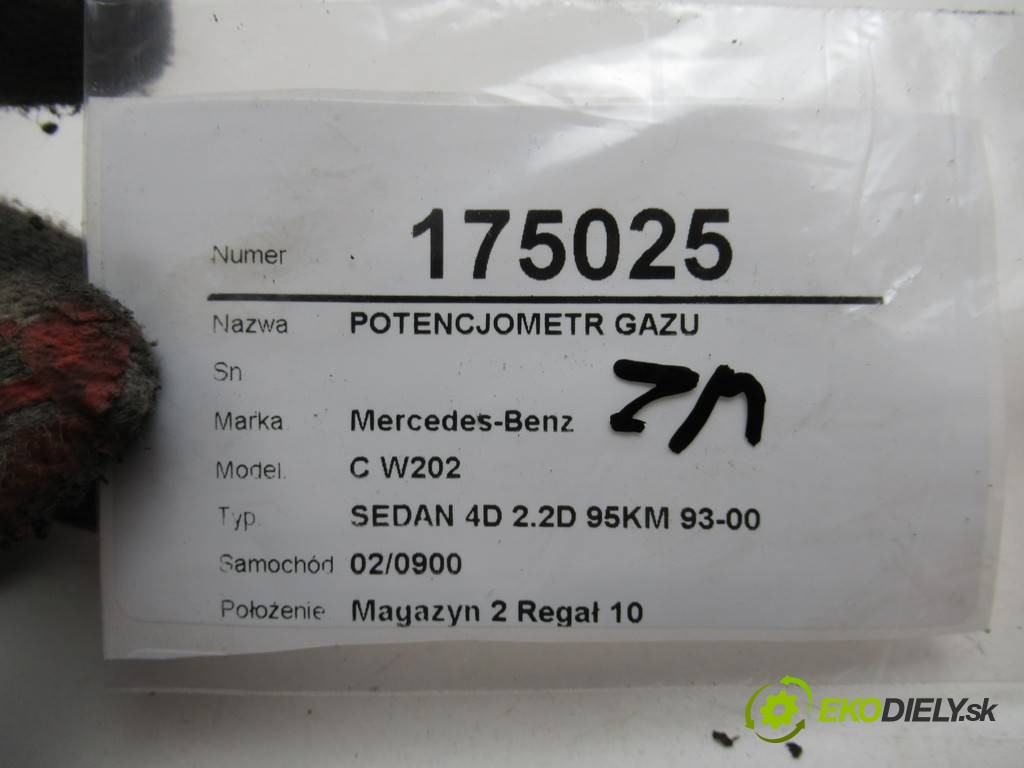 Numer 175025
Nazwa POTENCJOMETR GAZU
Sn
Marka Mercedes-Benz
Model. C W202
Typ. SEDAN 4D 2.2D 95KM 93-00
Samochód 02/0900
Położenie Magazyn 2 Regał 10
EKODIELY.sk